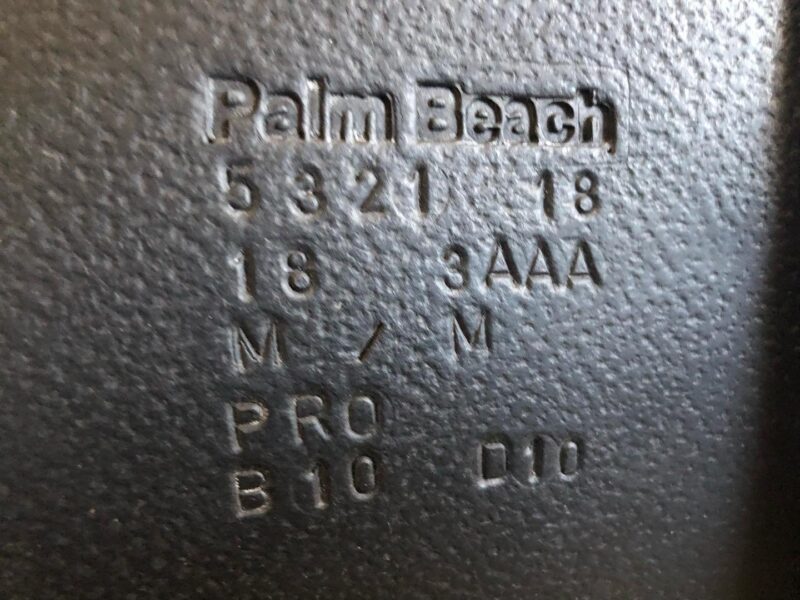 Palm Beach
5321 18
18 / 3AAA
M / M
PRO
B10 D10